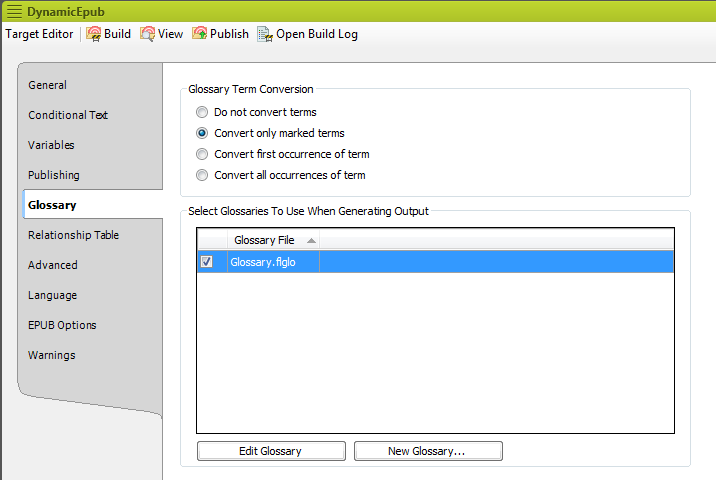 DynamicEpub
Target Editor Build View Publish Open Build Log
General
Conditional Text
Variables
Publishing
Glossary
Relationship Table
Advanced
Language
EPUB Options
Warnings
Glossary Term Conversion
Do not convert terms
Convert only marked terms
Convert first occurrence of term
Convert all occurrences of term
Select Glossaries To Use When Generating Output
Glossary File
Glossary.flglo
Edit Glossary New Glossary...